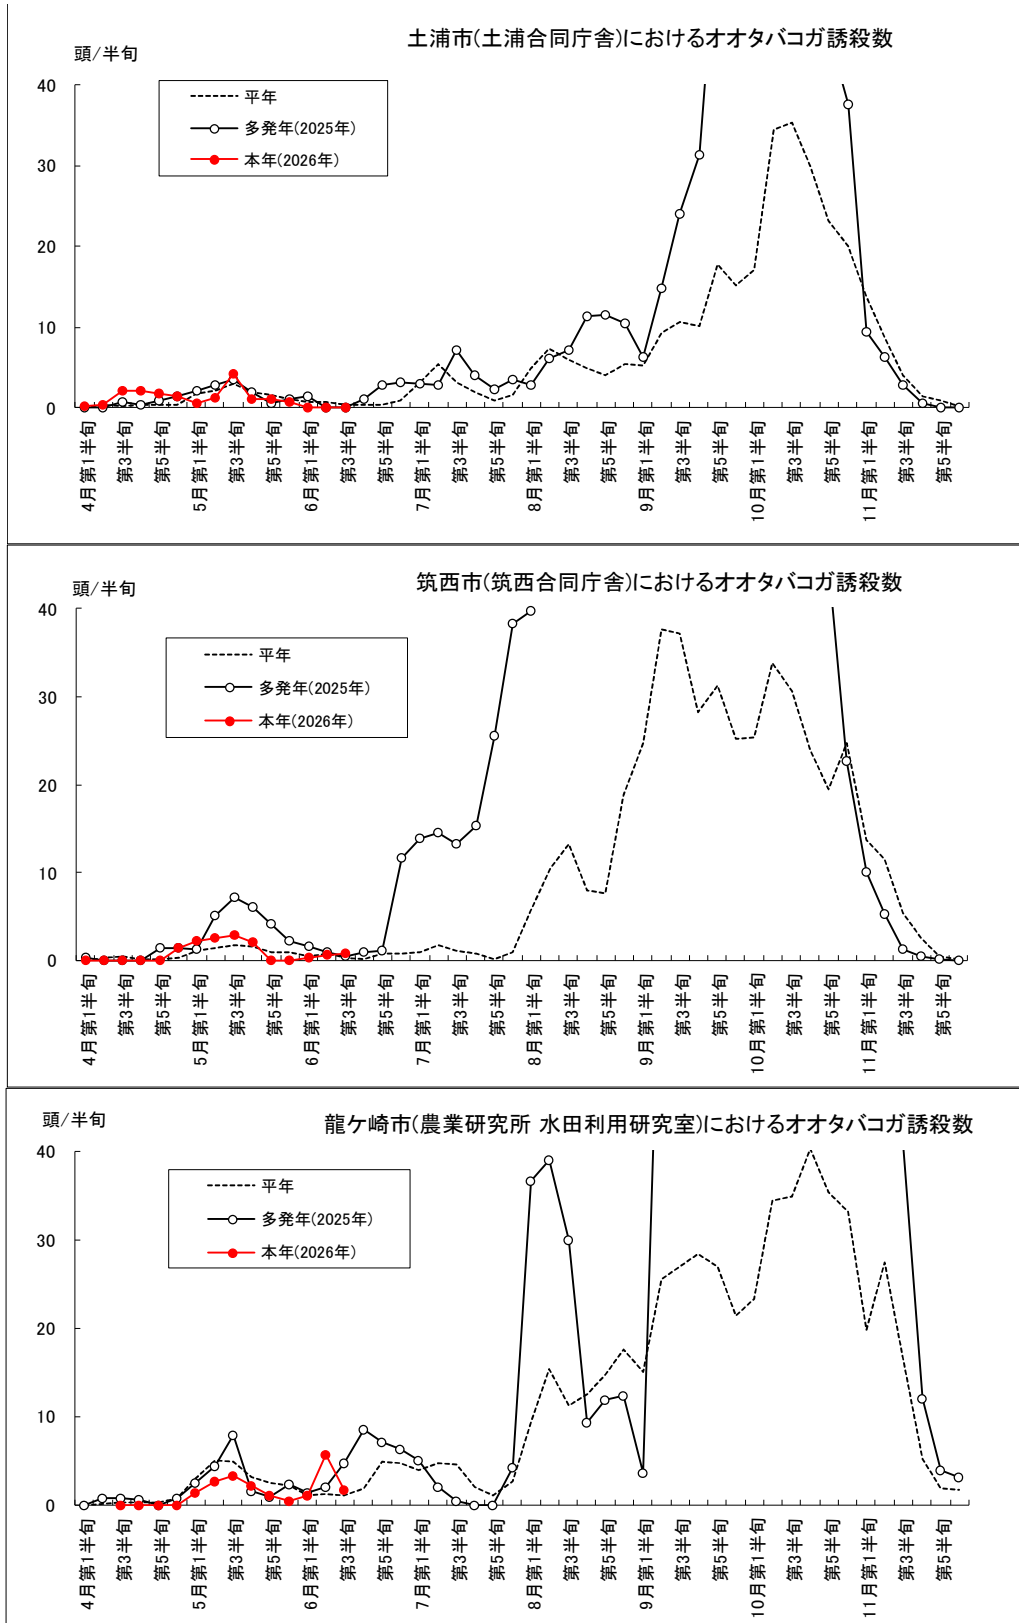 土浦市(土浦合同庁舎)におけるオオタバコガ誘殺数
頭/半旬
平年
多発年(2025年)
本年(2026年)
40
30
20
10
0
4月第1半旬
第3半旬
第5半旬
5月第1半旬
第3半旬
第5半旬
6月第1半旬
第3半旬
第5半旬
7月第1半旬
第3半旬
第5半旬
8月第1半旬
第3半旬
第5半旬
9月第1半旬
第3半旬
第5半旬
10月第1半旬
第3半旬
第5半旬
11月第1半旬
第3半旬
第5半旬
筑西市(筑西合同庁舎)におけるオオタバコガ誘殺数
頭/半旬
平年
多発年(2025年)
本年(2026年)
40
30
20
10
0
4月第1半旬
第3半旬
第5半旬
5月第1半旬
第3半旬
第5半旬
6月第1半旬
第3半旬
第5半旬
7月第1半旬
第3半旬
第5半旬
8月第1半旬
第3半旬
第5半旬
9月第1半旬
第3半旬
第5半旬
10月第1半旬
第3半旬
第5半旬
11月第1半旬
第3半旬
第5半旬
龍ケ崎市(農業研究所 水田利用研究室)におけるオオタバコガ誘殺数
頭/半旬
平年
多発年(2025年)
本年(2026年)
40
30
20
10
0
4月第1半旬
第3半旬
第5半旬
5月第1半旬
第3半旬
第5半旬
6月第1半旬
第3半旬
第5半旬
7月第1半旬
第3半旬
第5半旬
8月第1半旬
第3半旬
第5半旬
9月第1半旬
第3半旬
第5半旬
10月第1半旬
第3半旬
第5半旬
11月第1半旬
第3半旬
第5半旬